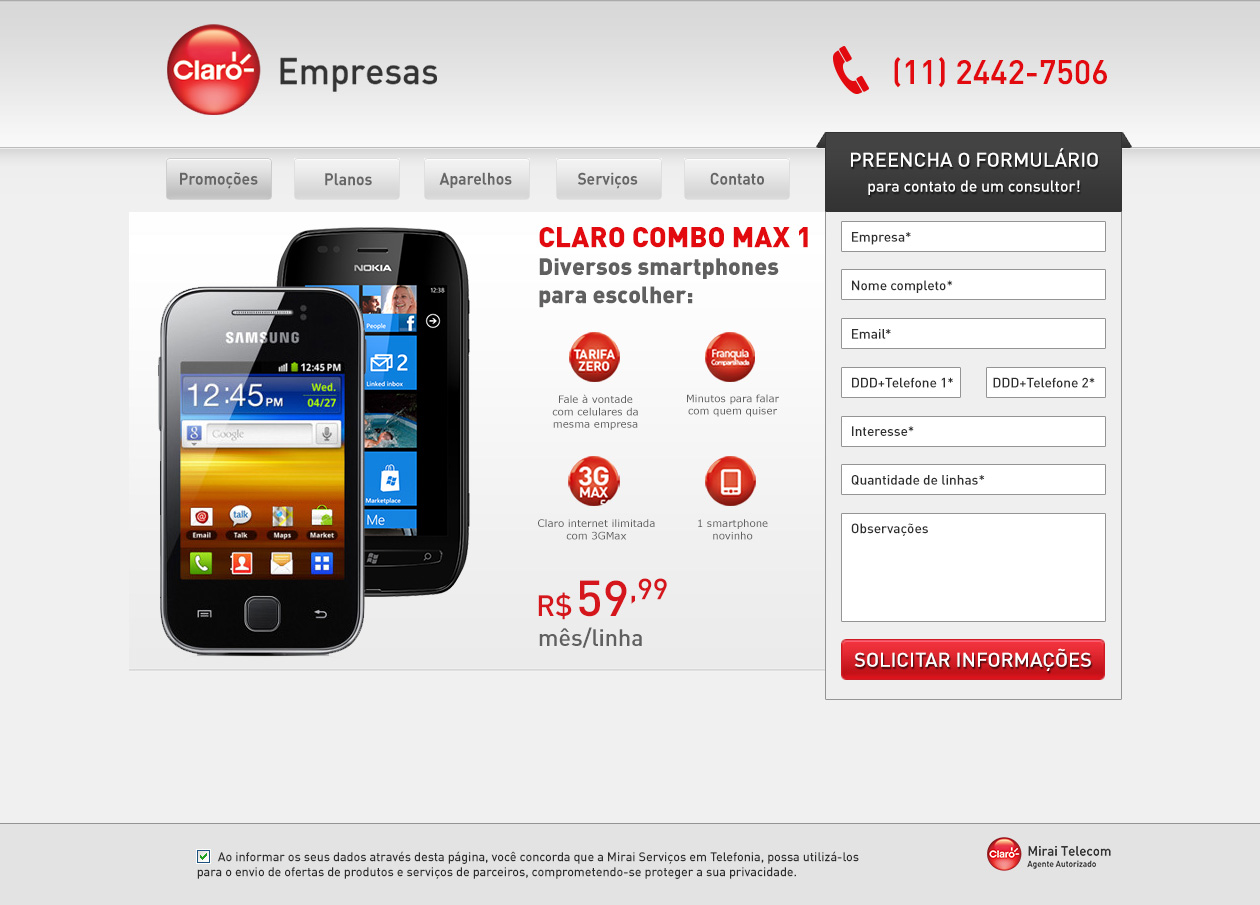 Claro
Empresas
(11) 2442-7506
Promoções
Planos
Aparelhos
Serviços
Contato
PREENCHA O FORMULÁRIO
para contato de um consultor!
Empresa*
Nome completo*
Email*
DDD+Telefone 1*
DDD+Telefone 2*
Interesse*
Quantidade de linhas*
Observações
SOLICITAR INFORMAÇÕES
CLARO COMBO MAX 1
Diversos smartphones
para escolher:
TARIFA
ZERO
Fale à vontade
com celulares da
mesma empresa
Franquia
Compartilhada
Minutos para falar
com quem quiser
3G
MAX
Claro internet ilimitada
com 3GMax
1 smartphone
novinho
R$ 59,99
mês/linha
NOKIA
12:38
People
2
Linked inbox
Marketplace
Me
SAMSUNG
12:45 PM
12:45 PM
Wed.
04/27
8
Google
talk
Email
Talk
Maps
Market
Ao informar os seus dados através desta página, você concorda que a Mirai Serviços em Telefonia, possa utilizá-los
para o envio de ofertas de produtos e serviços de parceiros, comprometendo-se proteger a sua privacidade.
Claro
Mirai Telecom
Agente Autorizado